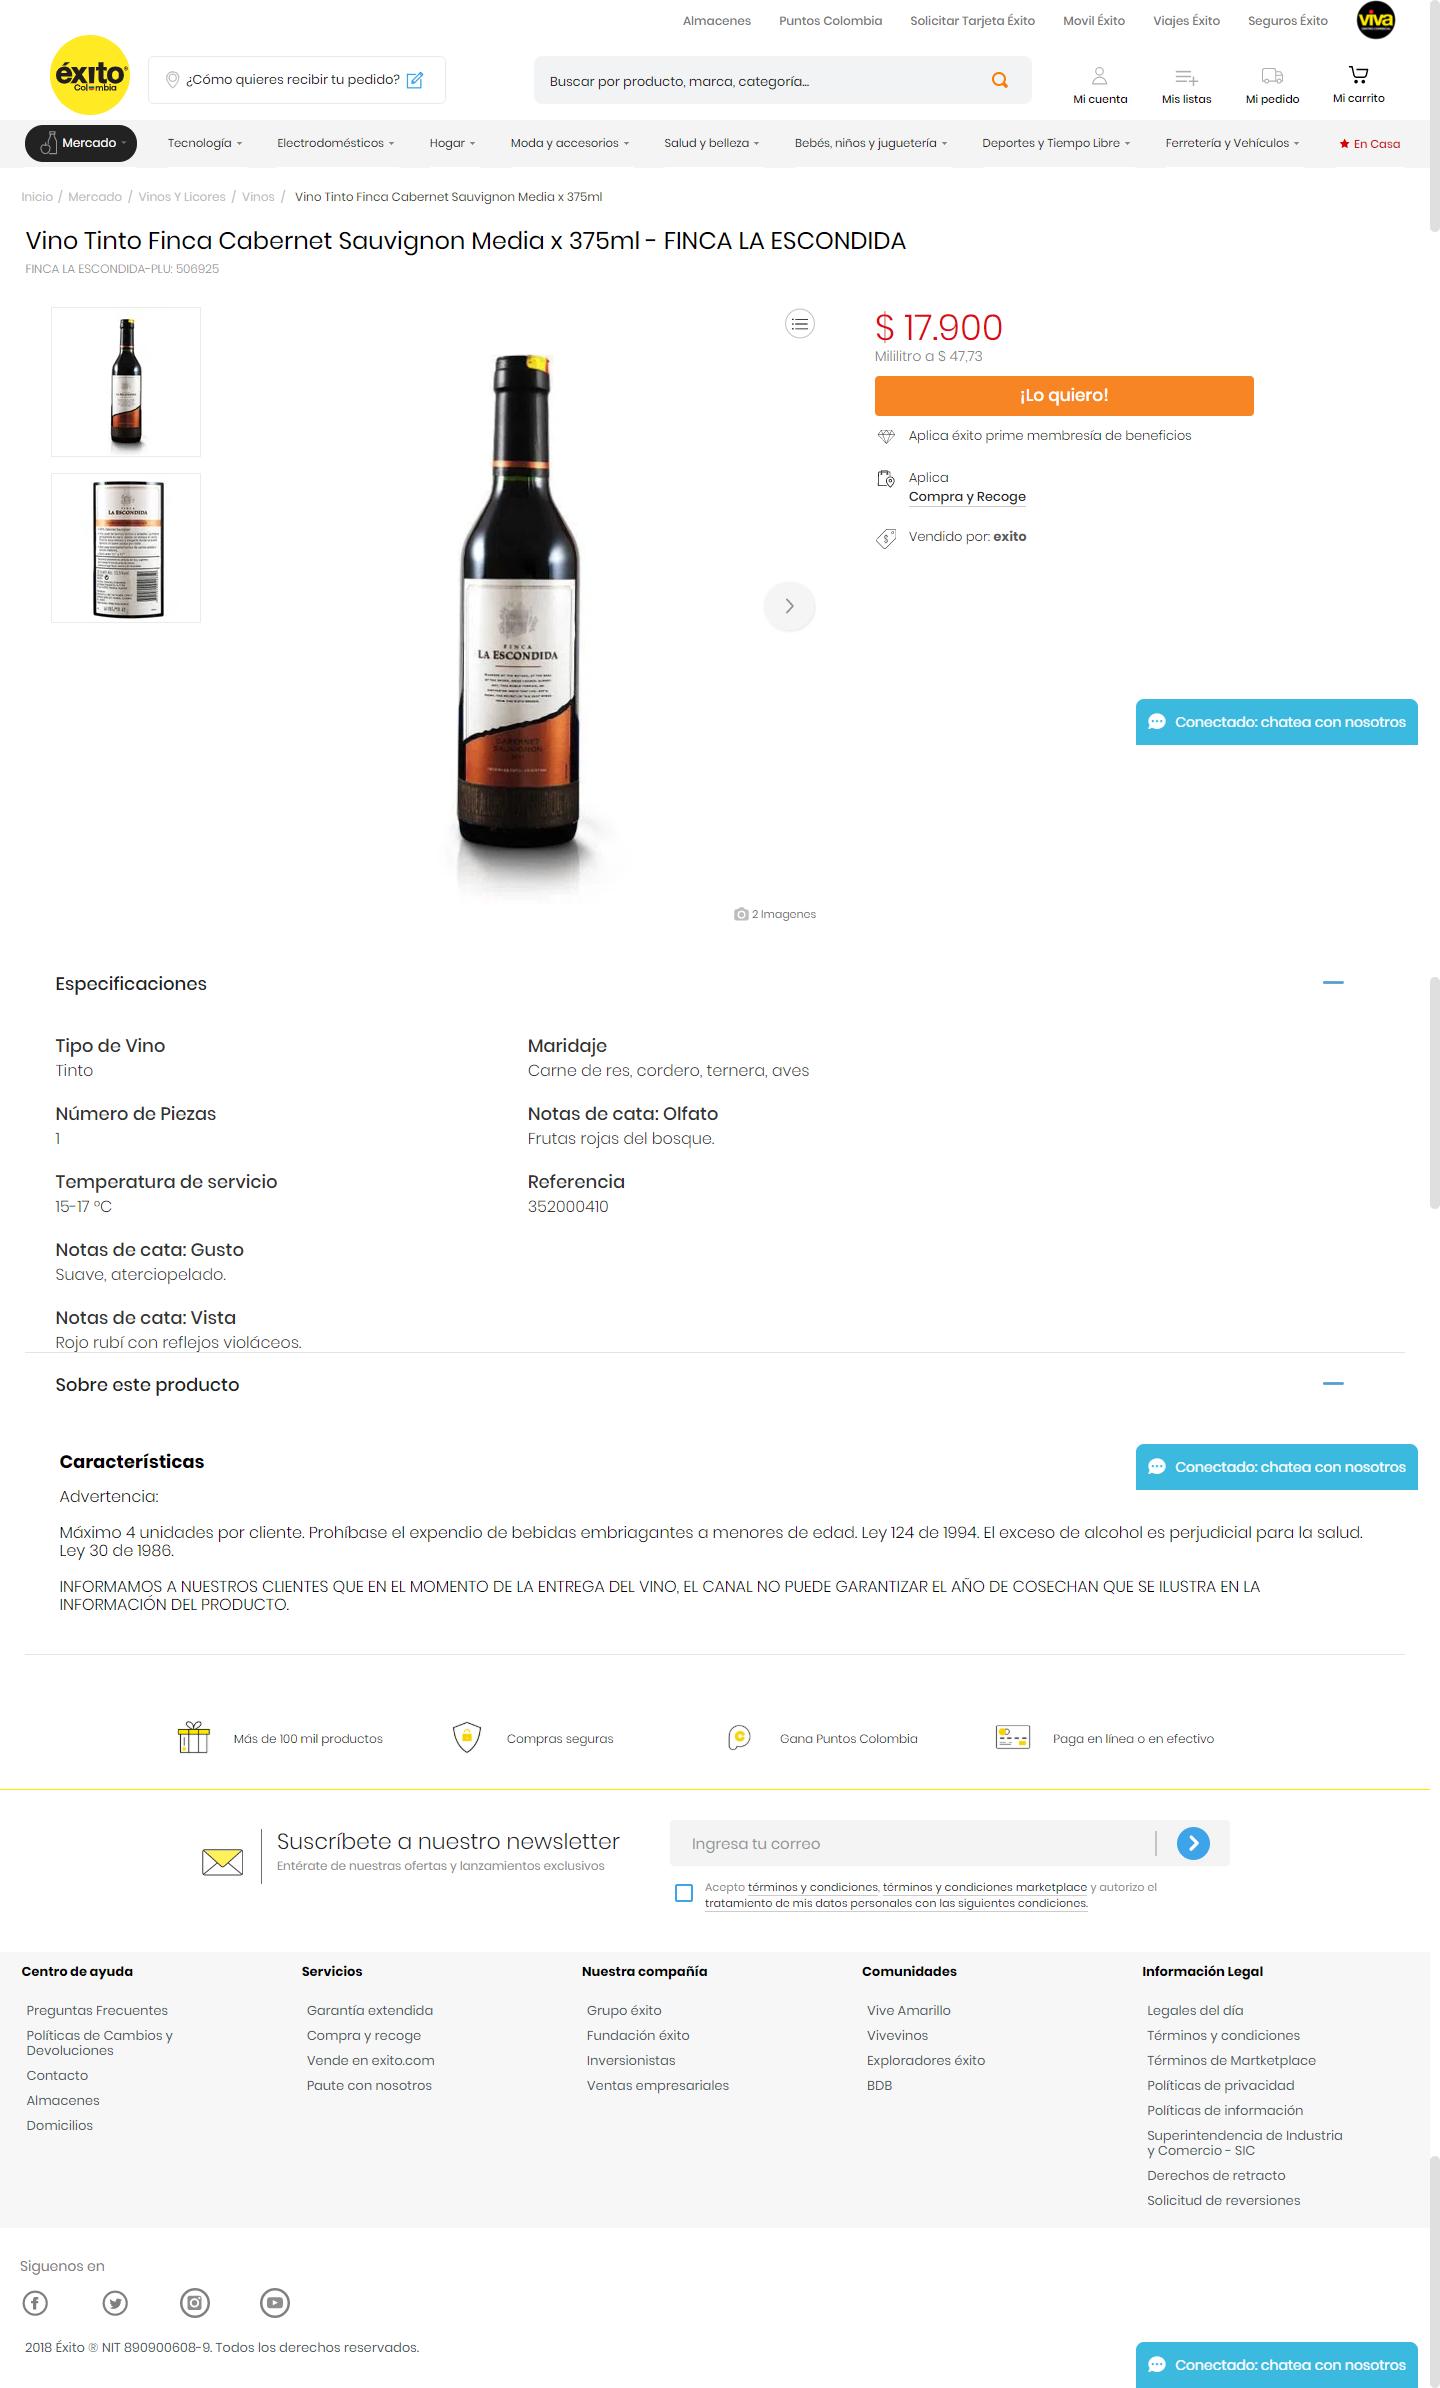 Almacenes Puntos Colombia Solicitar Tarjeta Éxito Movil Éxito Viajes Éxito Seguros Éxito viva
éxito
Colombia
¿Cómo quieres recibir tu pedido?
Buscar por producto, marca, categoría...
Mi cuenta Mis listas Mi pedido Mi carrito
Mercado Tecnología Electrodomésticos Hogar Moda y accesorios Salud y belleza Bebés, niños y juguetería Deportes y Tiempo Libre Ferretería y Vehículos En Casa
Inicio / Mercado / Vinos Y Licores / Vinos / Vino Tinto Finca Cabernet Sauvignon Media x 375ml
Vino Tinto Finca Cabernet Sauvignon Media x 375ml - FINCA LA ESCONDIDA
FINCA LA ESCONDIDA-PLU: 506925
LA ESCONDIDA
LA ESCONDIDA
FINCA
LA ESCONDIDA
CABERNET
SAUVIGNON
$ 17.900
Mililitro a $ 47,73
¡Lo quiero!
Aplica éxito prime membresía de beneficios
Aplica
Compra y Recoge
Vendido por: exito
Conectado: chatea con nosotros
2 Imagenes
Especificaciones
Tipo de Vino
Tinto
Maridaje
Carne de res, cordero, ternera, aves
Número de Piezas
1
Notas de cata: Olfato
Frutas rojas del bosque.
Temperatura de servicio
15-17 °C
Referencia
352000410
Notas de cata: Gusto
Suave, aterciopelado.
Notas de cata: Vista
Rojo rubí con reflejos violáceos.
Sobre este producto
Características
Conectado: chatea con nosotros
Advertencia:
Máximo 4 unidades por cliente. Prohíbase el expendio de bebidas embriagantes a menores de edad. Ley 124 de 1994. El exceso de alcohol es perjudicial para la salud.
Ley 30 de 1986.
INFORMAMOS A NUESTROS CLIENTES QUE EN EL MOMENTO DE LA ENTREGA DEL VINO, EL CANAL NO PUEDE GARANTIZAR EL AÑO DE COSECHAN QUE SE ILUSTRA EN LA
INFORMACIÓN DEL PRODUCTO.
Más de 100 mil productos Compras seguras Gana Puntos Colombia Paga en línea o en efectivo
Suscríbete a nuestro newsletter
Entérate de nuestras ofertas y lanzamientos exclusivos
Ingresa tu correo
Acepto términos y condiciones, términos y condiciones marketplace y autorizo el
tratamiento de mis datos personales con las siguientes condiciones.
Centro de ayuda
Preguntas Frecuentes
Políticas de Cambios y
Devoluciones
Contacto
Almacenes
Domicilios
Servicios
Garantía extendida
Compra y recoge
Vende en exito.com
Paute con nosotros
Nuestra compañía
Grupo éxito
Fundación éxito
Inversionistas
Ventas empresariales
Comunidades
Vive Amarillo
Vivevinos
Exploradores éxito
BDB
Información Legal
Legales del día
Términos y condiciones
Términos de Martketplace
Políticas de privacidad
Políticas de información
Superintendencia de Industria
y Comercio - SIC
Derechos de retracto
Solicitud de reversiones
Siguenos en
2018 Éxito ® NIT 890900608-9. Todos los derechos reservados.
Conectado: chatea con nosotros